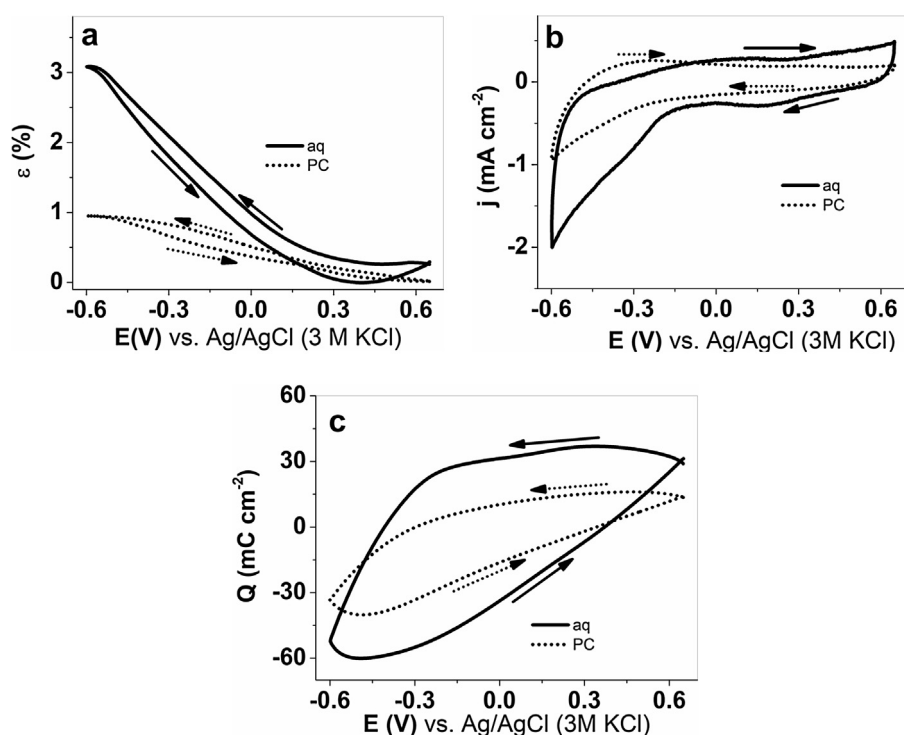 a
ε (%)
3
2
1
0
aq
PC
-0.6 -0.3 0.0 0.3 0.6
E(V) vs. Ag/AgCl (3 M KCl)
b
j (mA cm-2)
0
-1
-2
aq
PC
-0.6 -0.3 0.0 0.3 0.6
E (V) vs. Ag/AgCl (3M KCl)
c
Q (mC cm-2)
60
30
0
-30
-60
aq
PC
-0.6 -0.3 0.0 0.3 0.6
E (V) vs. Ag/AgCl (3M KCl)